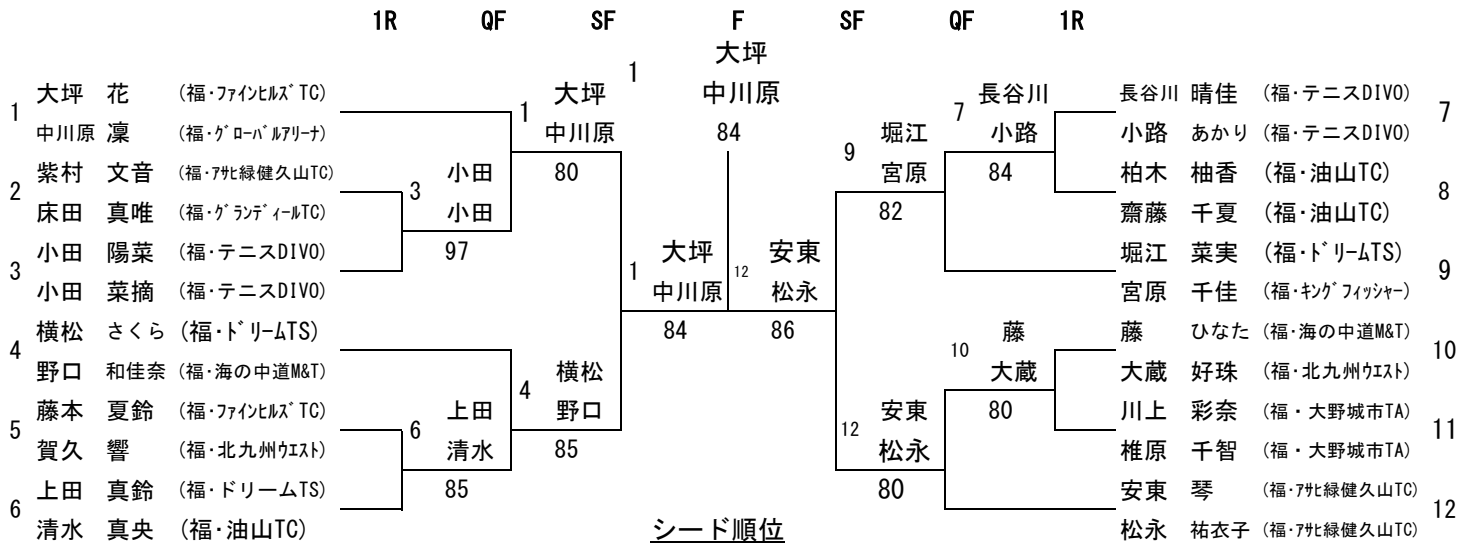 1R QF SF F SF QF 1R
大坪
1 大坪 花 (福・ファインヒルズTC) 大坪 1 中川原 長谷川 長谷川 晴佳 (福・テニスDIVO) 7
中川原 凜 (福・グローバルアリーナ) 1 中川原 84 堀江 7 小路 小路 あかり (福・テニスDIVO)
2 紫村 文音 (福・アサヒ緑健久山TC) 3 小田 80 9 宮原 84 柏木 柚香 (福・油山TC) 8
床田 真唯 (福・グランディールTC) 小田 82 齋藤 千夏 (福・油山TC)
3 小田 陽菜 (福・テニスDIVO) 97 1 大坪 12 安東 堀江 菜実 (福・ドリームTS) 9
小田 菜摘 (福・テニスDIVO) 中川原 松永 宮原 千佳 (福・キングフィッシャー)
4 横松 さくら (福・ドリームTS) 84 86 10 藤 藤 ひなた (福・海の中道M&T) 10
野口 和佳奈 (福・海の中道M&T) 4 横松 大蔵 大蔵 好珠 (福・北九州ウエスト)
5 藤本 夏鈴 (福・ファインヒルズTC) 6 上田 野口 12 安東 80 川上 彩奈 (福・大野城市TA) 11
賀久 響 (福・北九州ウエスト) 清水 85 松永 椎原 千智 (福・大野城市TA)
6 上田 真鈴 (福・ドリームTS) 85 80 安東 琴 (福・アサヒ緑健久山TC) 12
清水 真央 (福・油山TC) シード順位 松永 祐衣子 (福・アサヒ緑健久山TC)